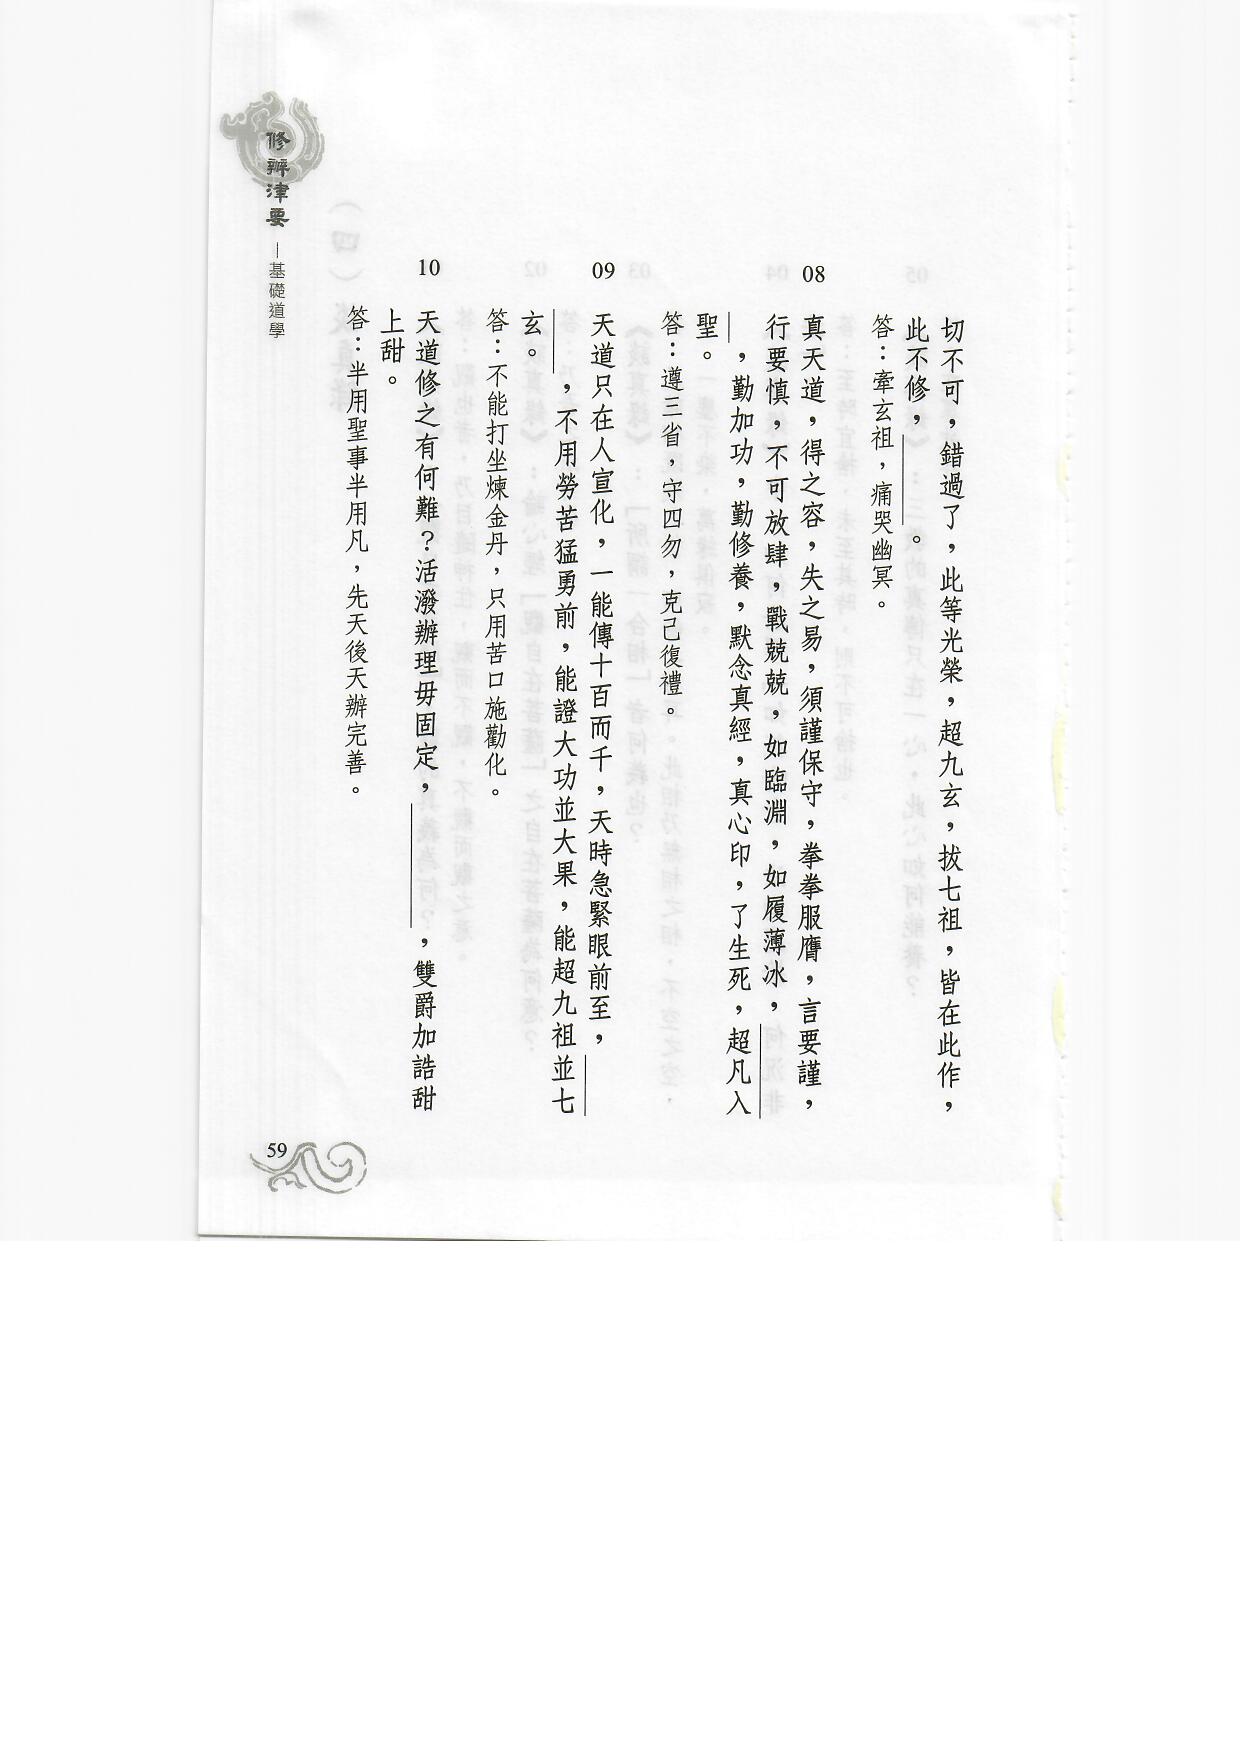 切不可，錯過了，此等光榮，超九玄，拔七祖，皆在此作，
此不修，＿＿＿。
答：牽玄祖，痛哭幽冥。
08 真天道，得之容，失之易，須謹保守，拳拳服膺，言要謹，
行要慎，不可放肆，戰兢兢，如臨淵，如履薄冰，＿＿＿
＿，勤加功，勤修養，默念真經，真心印，了生死，超凡入
聖。
答：遵三省，守四勿，克己復禮。
09 天道只在人宣化，一能傳十百而千，天時急緊眼前至，＿＿
＿＿，不用勞苦猛勇前，能證大功並大果，能超九祖並七
玄。
答：不能打坐煉金丹，只用苦口施勸化。
10 天道修之有何難？活潑辦理毋固定，＿＿＿＿，雙爵加誥甜
上甜。
答：半用聖事半用凡，先天後天辦完善。
修辦津要
—基礎道學
59